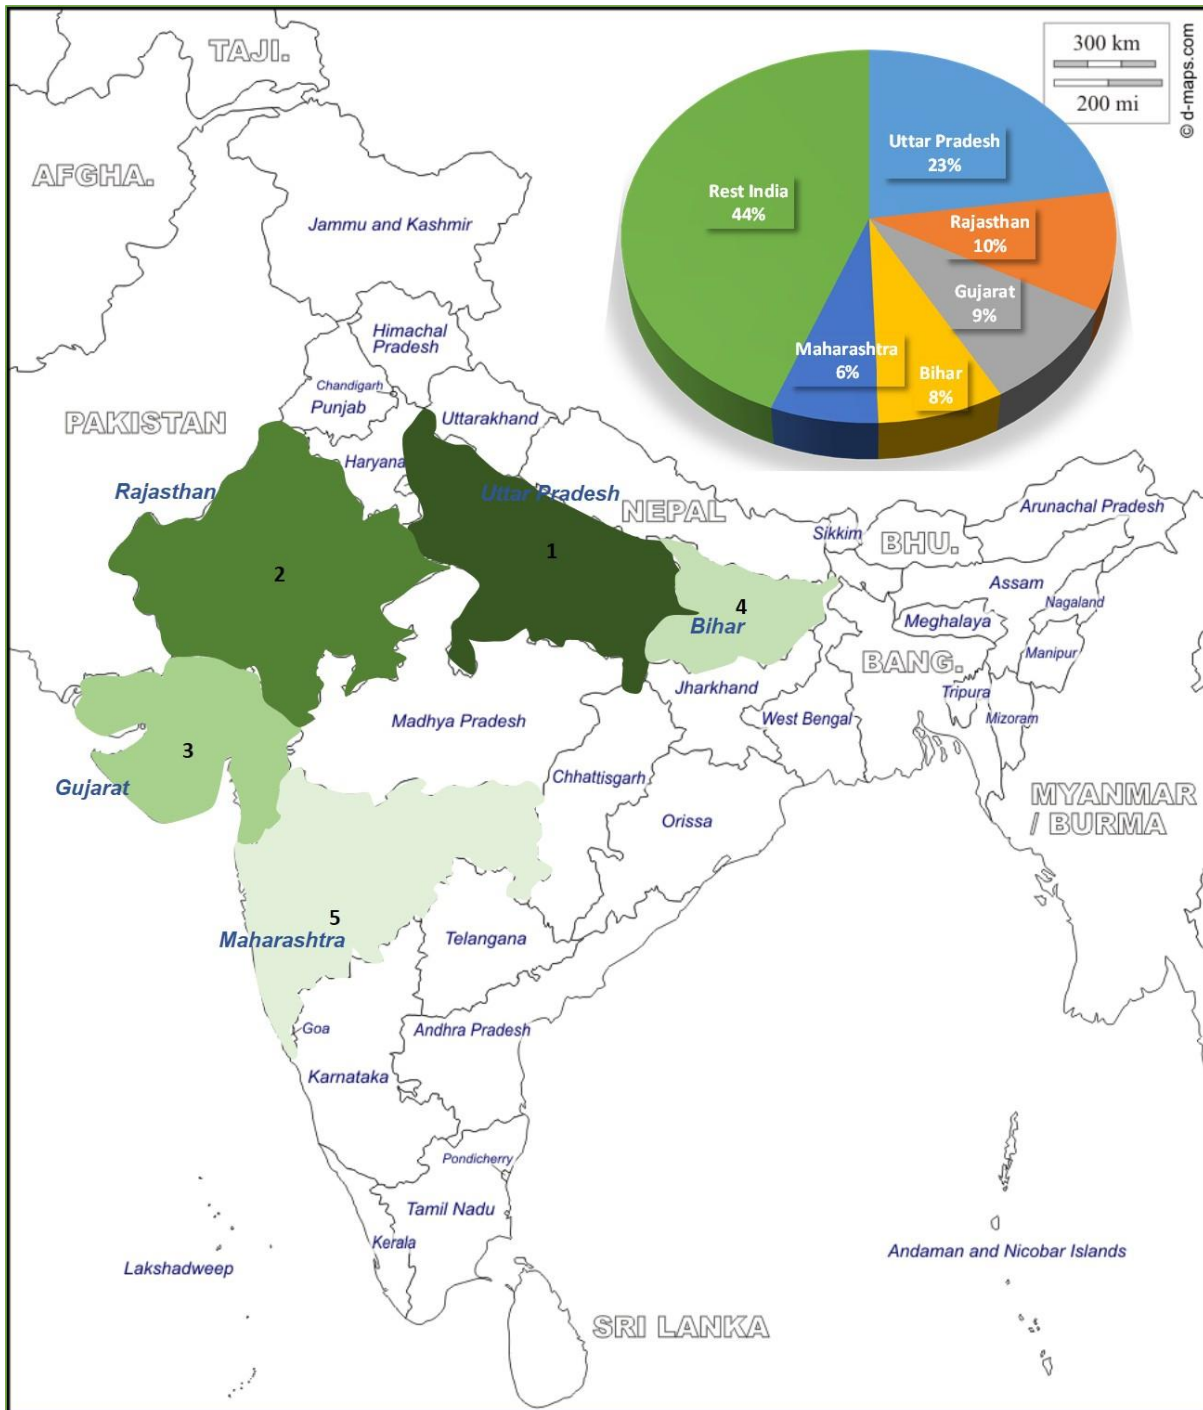 TAJI.
300 km
200 mi
© d-maps.com
AFGHA.
Uttar Pradesh
23%
Rest India
44%
Rajasthan
10%
Gujarat
9%
Maharashtra
6%
Bihar
8%
Jammu and Kashmir
Himachal
Pradesh
Chandigarh
Punjab
PAKISTAN
Uttarakhand
Haryana
Rajasthan
Uttar Pradesh
NEPAL
Arunachal Pradesh
Sikkim
BHU.
1
2
Assam
4
Nagaland
Bihar
Meghalaya
Manipur
BANG.
Jharkhand
Tripura
Madhya Pradesh
West Bengal
Mizoram
3
Gujarat
Chhattisgarh
MYANMAR
/ BURMA
Orissa
5
Maharashtra
Telangana
Goa
Andhra Pradesh
Karnataka
Pondicherry
Tamil Nadu
Kerala
Andaman and Nicobar Islands
Lakshadweep
SRI LANKA